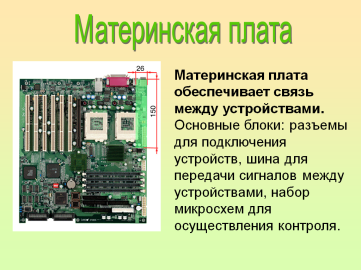 Материнская плата
26
150
Материнская плата
обеспечивает связь
между устройствами.
Основные блоки: разъемы
для подключения
устройств, шина для
передачи сигналов между
устройствами, набор
микросхем для
осуществления контроля.